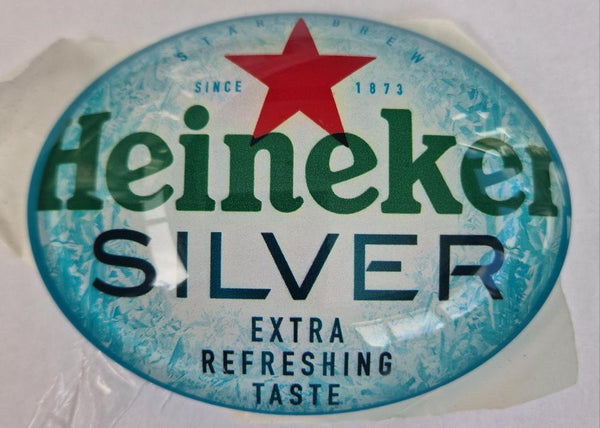 STAR BREW
SINCE 1873
Heineken
SILVER
EXTRA
REFRESHING
TASTE